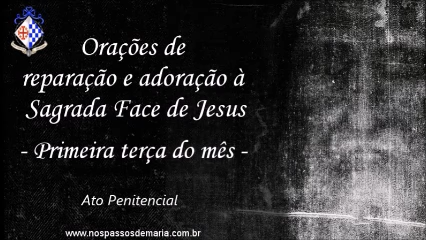 Orações de
reparação e adoração à
Sagrada Face de Jesus
- Primeira terça do mês -
Ato Penitencial
www.nospassosdemaria.com.br